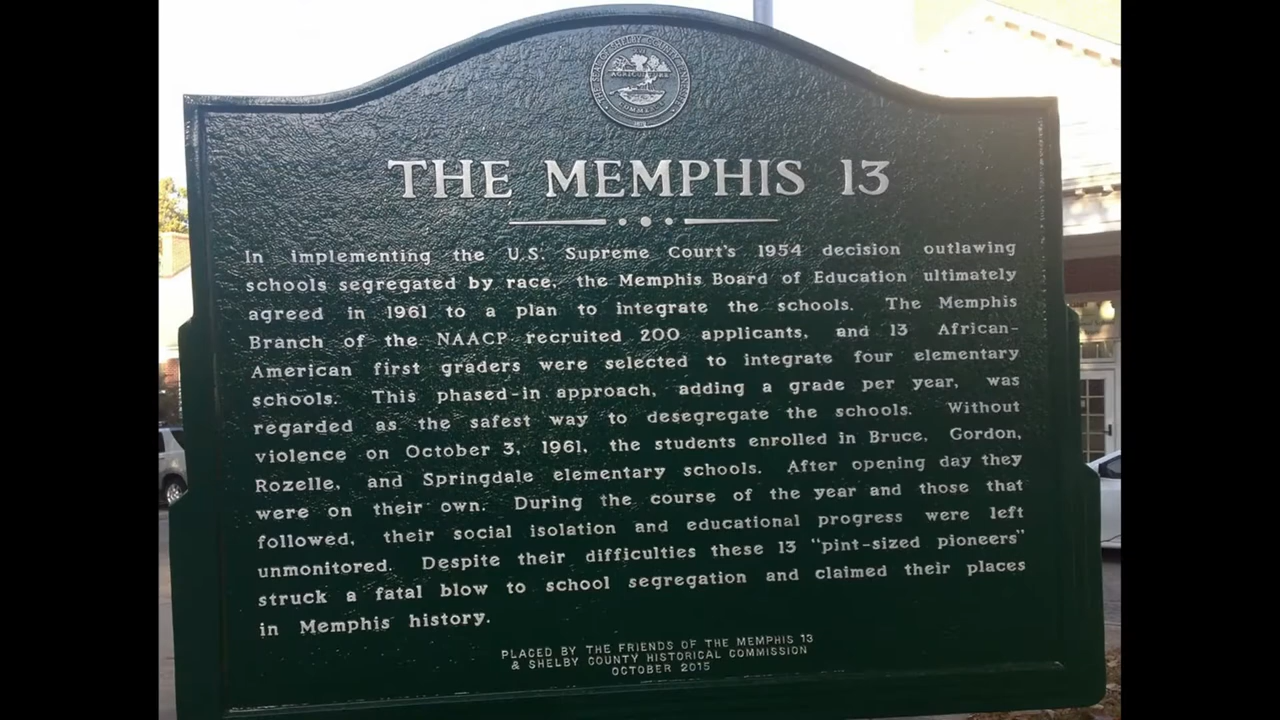 THE SEAL OF SHELBY COUNTY
AGRICULTURE
COMMERCE
THE MEMPHIS 13
In implementing the U.S. Supreme Court's 1954 decision outlawing
schools segregated by race, the Memphis Board of Education ultimately
agreed in 1961 to a plan to integrate the schools. The Memphis
Branch of the NAACP recruited 200 applicants, and 13 African-
American first graders were selected to integrate four elementary
schools. This phased-in approach, adding a grade per year, was
regarded as the safest way to desegregate the schools. Without
violence on October 3, 1961, the students enrolled in Bruce, Gordon,
Rozelle, and Springdale elementary schools. After opening day they
were on their own. During the course of the year and those that
followed, their social isolation and educational progress were left
unmonitored. Despite their difficulties these 13 "pint-sized pioneers"
struck a fatal blow to school segregation and claimed their places
in Memphis history.
PLACED BY THE FRIENDS OF THE MEMPHIS 13
& SHELBY COUNTY HISTORICAL COMMISSION
OCTOBER 2015